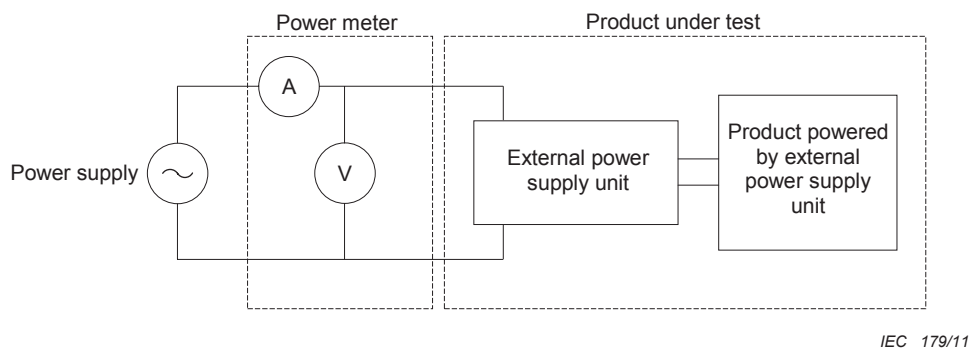 Power meter
Product under test
A
Power supply
V
External power
supply unit
Product powered
by external
power supply
unit
IEC 179/11